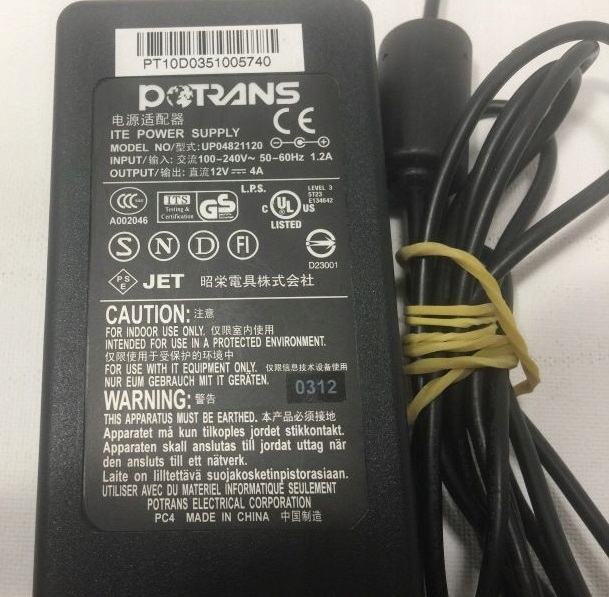 PT10D0351005740
POTRANS
电源适配器
CE
ITE POWER SUPPLY
MODEL NO/型式: UP04821120
INPUT/输入: 交流100-240V~ 50-60Hz 1.2A
OUTPUT/输出: 直流12V 4A
L.P.S.
A002046
ITS
Testing &
Certification
GS
C UL US
LISTED
LEVEL 3
ST23
E134642
S N D FI
D23001
PSE JET 昭栄電具株式会社
CAUTION: 注意
FOR INDOOR USE ONLY. 仅限室内使用
INTENDED FOR USE IN A PROTECTED ENVIRONMENT.
仅限使用于受保护的环境中
FOR USE WITH IT EQUIPMENT ONLY. 仅限信息技术设备使用
NUR EUM GEBRAUCH MIT IT GERÄTEN.
0312
WARNING: 警告
THIS APPARATUS MUST BE EARTHED. 本产品必须接地
Apparatet må kun tilkoples jordet stikkontakt.
Apparaten skall anslutas till jordat uttag när
den ansluts till ett nätverk.
Laite on lilltettävä suojakosketinpistorasiaan.
UTILISER AVEC DU MATERIEL INFORMATIQUE SEULEMENT
POTRANS ELECTRICAL CORPORATION
PC4 MADE IN CHINA 中国制造